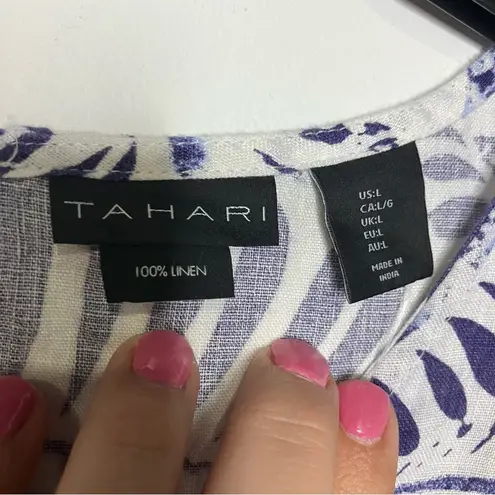 TAHARI
100% LINEN
US:L
CA:L/G
UK:L
EU:L
AU:L
MADE IN
INDIA